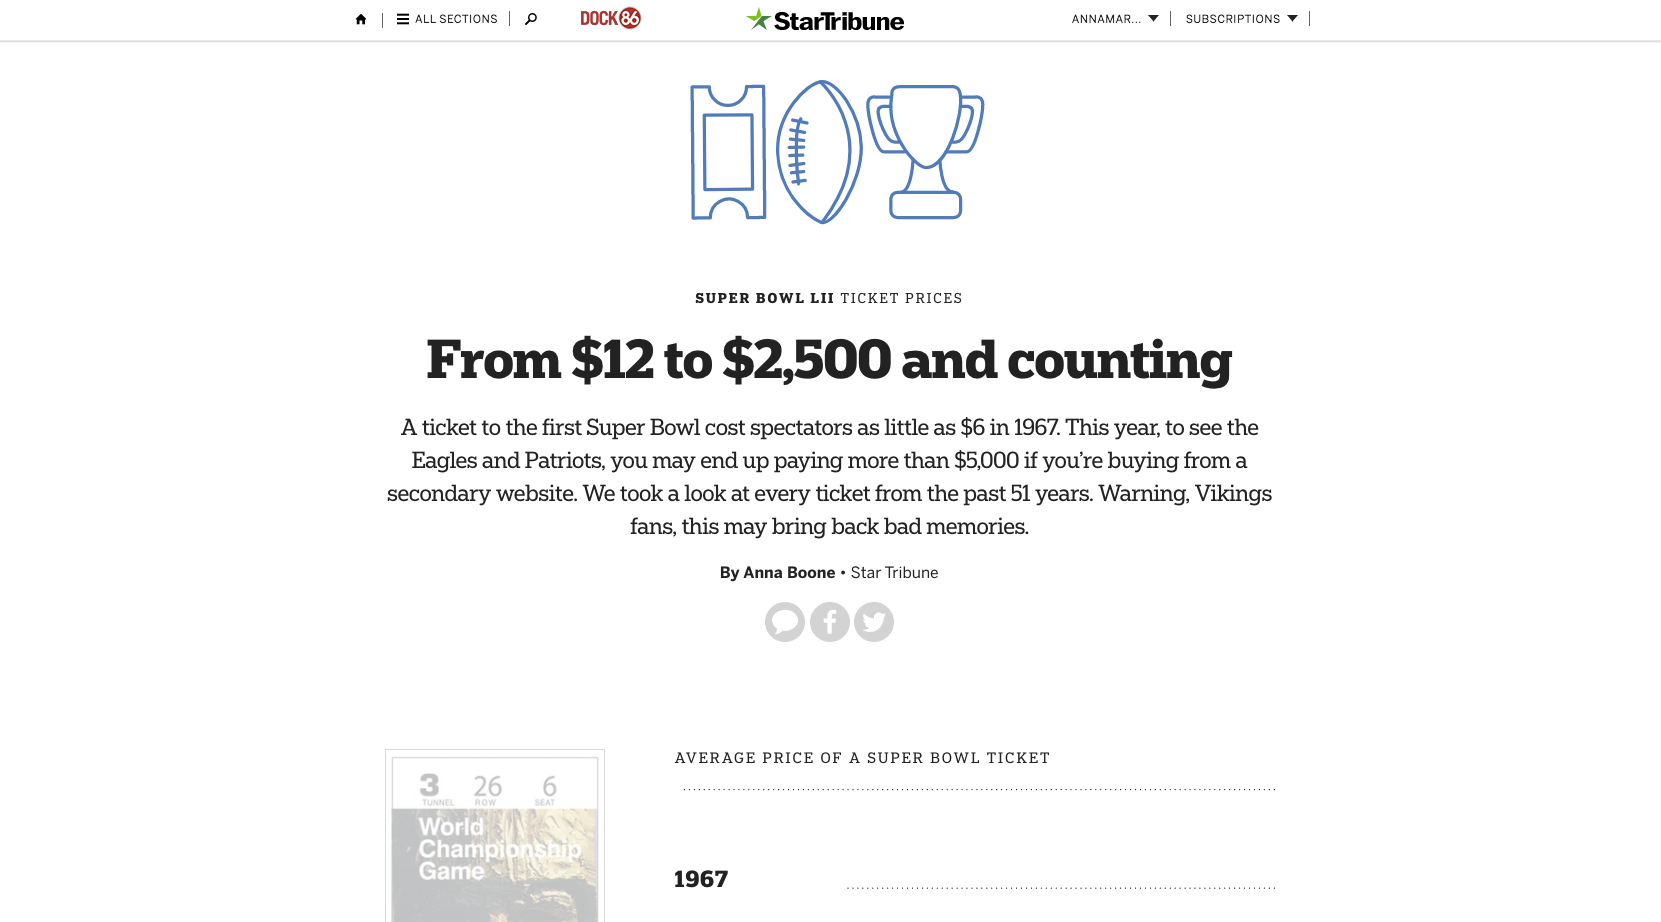 ALL SECTIONS
DOCK 86
StarTribune
ANNAMAR...
SUBSCRIPTIONS
SUPER BOWL LII TICKET PRICES
From $12 to $2,500 and counting
A ticket to the first Super Bowl cost spectators as little as $6 in 1967. This year, to see the
Eagles and Patriots, you may end up paying more than $5,000 if you’re buying from a
secondary website. We took a look at every ticket from the past 51 years. Warning, Vikings
fans, this may bring back bad memories.
By Anna Boone • Star Tribune
AVERAGE PRICE OF A SUPER BOWL TICKET
3 26 6
TUNNEL ROW SEAT
World
Championship
Game
1967